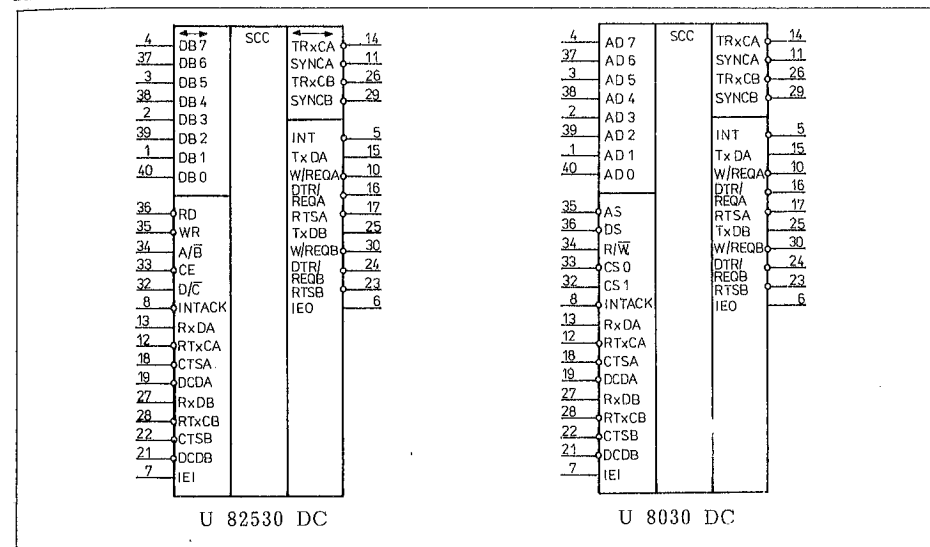 SCC
4 DB7
37 DB6
3 DB5
38 DB4
2 DB3
39 DB2
1 DB1
40 DB0
36 RD
35 WR
34 A/B̅
33 CE
32 D/C̅
8 INTACK
13 RxDA
12 RTxCA
18 CTSA
19 DCDA
27 RxDB
28 RTxCB
22 CTSB
21 DCDB
7 IEI
TRxCA 14
SYNCA 11
TRxCB 26
SYNCB 29
INT 5
TxDA 15
W/REQA 10
DTR/ 16
REQA
RTSA 17
TxDB 25
W/REQB 30
DTR/ 24
REQB
RTSB 23
IEO 6
U 82530 DC
SCC
4 AD7
37 AD6
3 AD5
38 AD4
2 AD3
39 AD2
1 AD1
40 AD0
35 AS
36 DS
34 R/W̅
33 CS0
32 CS1
8 INTACK
13 RxDA
12 RTxCA
18 CTSA
19 DCDA
27 RxDB
28 RTxCB
22 CTSB
21 DCDB
7 IEI
TRxCA 14
SYNCA 11
TRxCB 26
SYNCB 29
INT 5
TxDA 15
W/REQA 10
DTR/ 16
REQA
RTSA 17
TxDB 25
W/REQB 30
DTR/ 24
REQB
RTSB 23
IEO 6
U 8030 DC